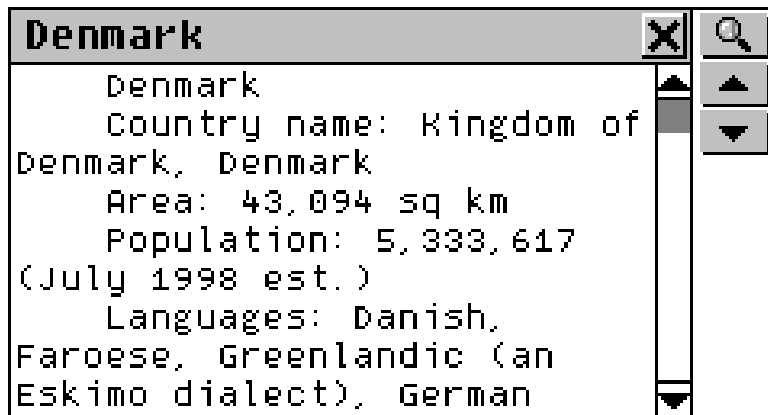 Denmark
Denmark
Country name: Kingdom of
Denmark, Denmark
Area: 43,094 sq km
Population: 5,333,617
(July 1998 est.)
Languages: Danish,
Faroese, Greenlandic (an
Eskimo dialect), German